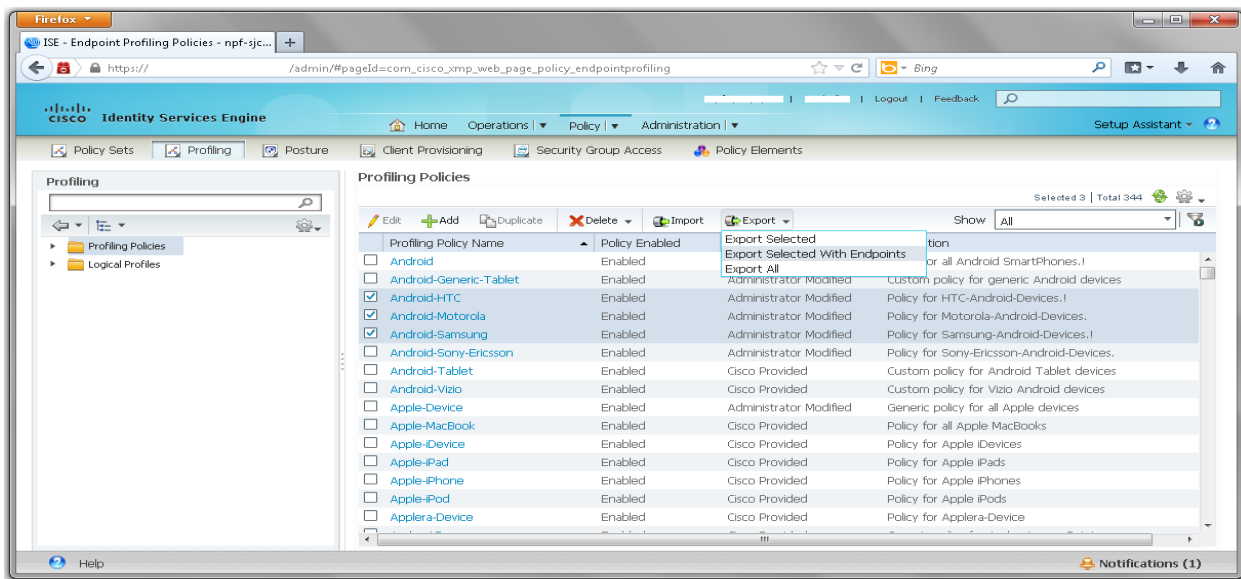 Firefox
ISE - Endpoint Profiling Policies - npf-sjc... +
https:// /admin/#pageId=com_cisco_xmp_web_page_policy_endpointprofiling Bing
cisco Identity Services Engine
Logout | Feedback
Home Operations | Policy | Administration | Setup Assistant
Policy Sets Profiling Posture Client Provisioning Security Group Access Policy Elements
Profiling
Profiling Policies
Logical Profiles
Profiling Policies
Selected 3 | Total 344
Edit Add Duplicate Delete Import Export Show All
Export Selected
Export Selected With Endpoints
Export All
Profiling Policy Name Policy Enabled tion
Android Enabled or all Android SmartPhones.!
Android-Generic-Tablet Enabled Administrator Modified Custom policy for generic Android devices
Android-HTC Enabled Administrator Modified Policy for HTC-Android-Devices.!
Android-Motorola Enabled Administrator Modified Policy for Motorola-Android-Devices.
Android-Samsung Enabled Administrator Modified Policy for Samsung-Android-Devices.!
Android-Sony-Ericsson Enabled Administrator Modified Policy for Sony-Ericsson-Android-Devices.
Android-Tablet Enabled Cisco Provided Custom policy for Android Tablet devices
Android-Vizio Enabled Cisco Provided Custom policy for Vizio Android devices
Apple-Device Enabled Administrator Modified Generic policy for all Apple devices
Apple-MacBook Enabled Cisco Provided Policy for all Apple MacBooks
Apple-iDevice Enabled Cisco Provided Policy for Apple iDevices
Apple-iPad Enabled Cisco Provided Policy for Apple iPads
Apple-iPhone Enabled Cisco Provided Policy for Apple iPhones
Apple-iPod Enabled Cisco Provided Policy for Apple iPods
Applera-Device Enabled Cisco Provided Policy for Applera-Device
Help Notifications (1)